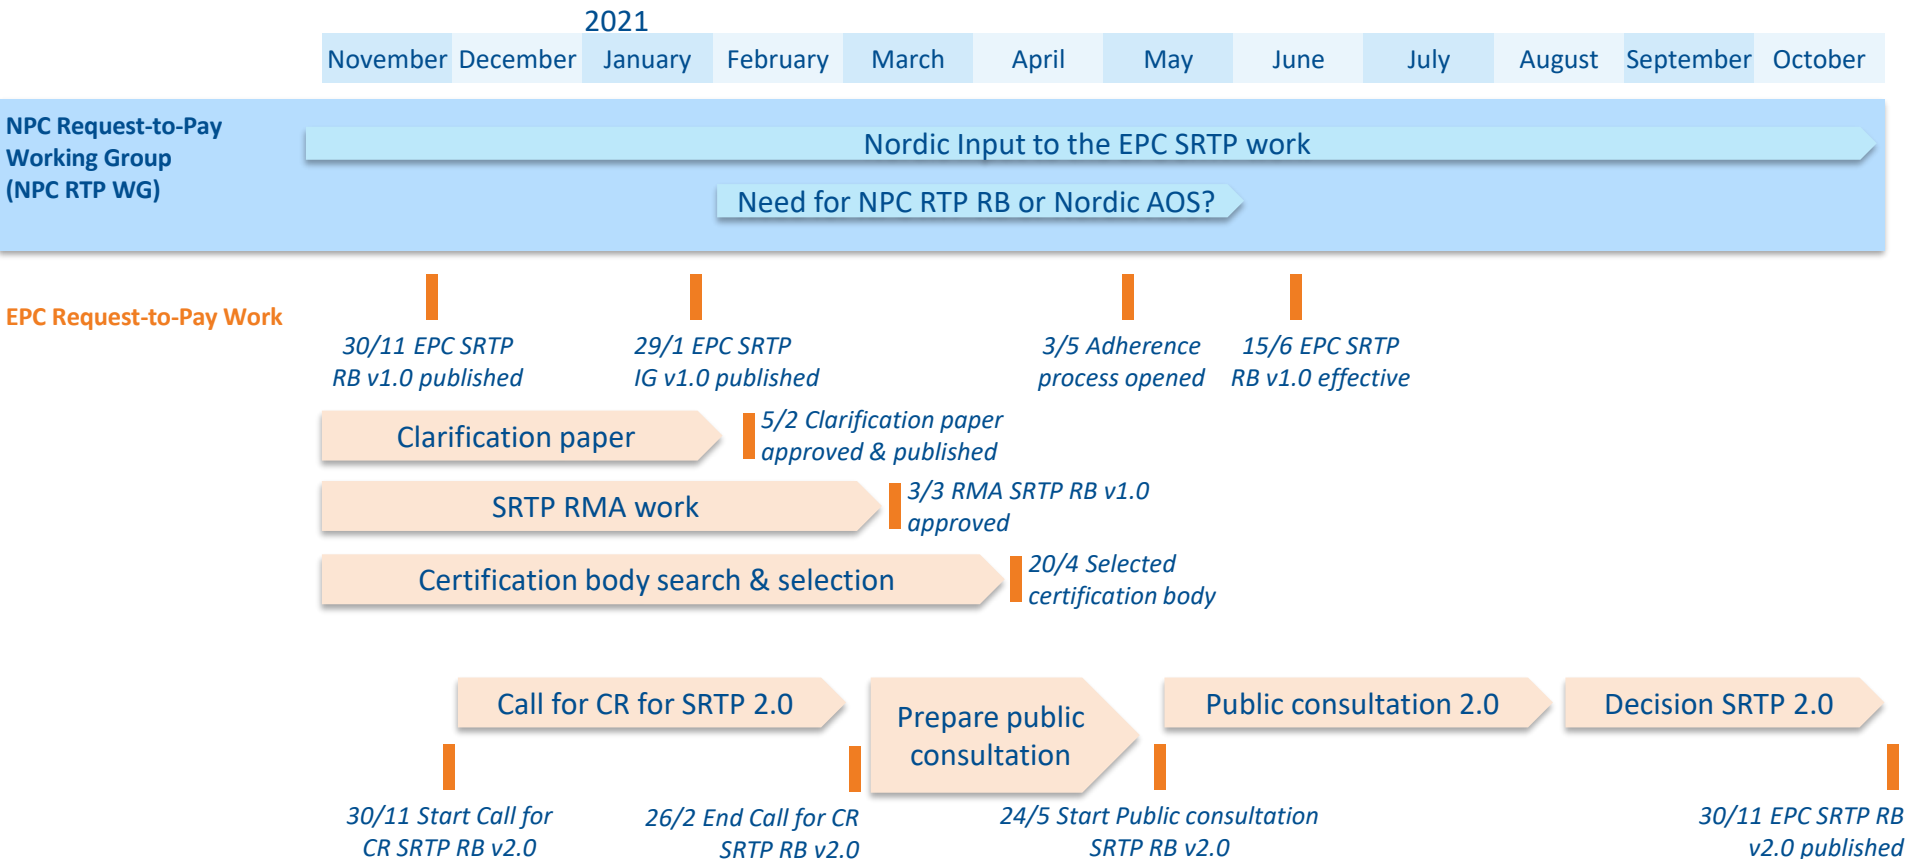 2021
November December January February March April May June July August September October
NPC Request-to-Pay
Working Group
(NPC RTP WG)
Nordic Input to the EPC SRTP work
Need for NPC RTP RB or Nordic AOS?
EPC Request-to-Pay Work
30/11 EPC SRTP
RB v1.0 published
29/1 EPC SRTP
IG v1.0 published
3/5 Adherence
process opened
15/6 EPC SRTP
RB v1.0 effective
Clarification paper
5/2 Clarification paper
approved & published
SRTP RMA work
3/3 RMA SRTP RB v1.0
approved
Certification body search & selection
20/4 Selected
certification body
Call for CR for SRTP 2.0
Prepare public
consultation
Public consultation 2.0
Decision SRTP 2.0
30/11 Start Call for
CR SRTP RB v2.0
26/2 End Call for CR
SRTP RB v2.0
24/5 Start Public consultation
SRTP RB v2.0
30/11 EPC SRTP RB
v2.0 published